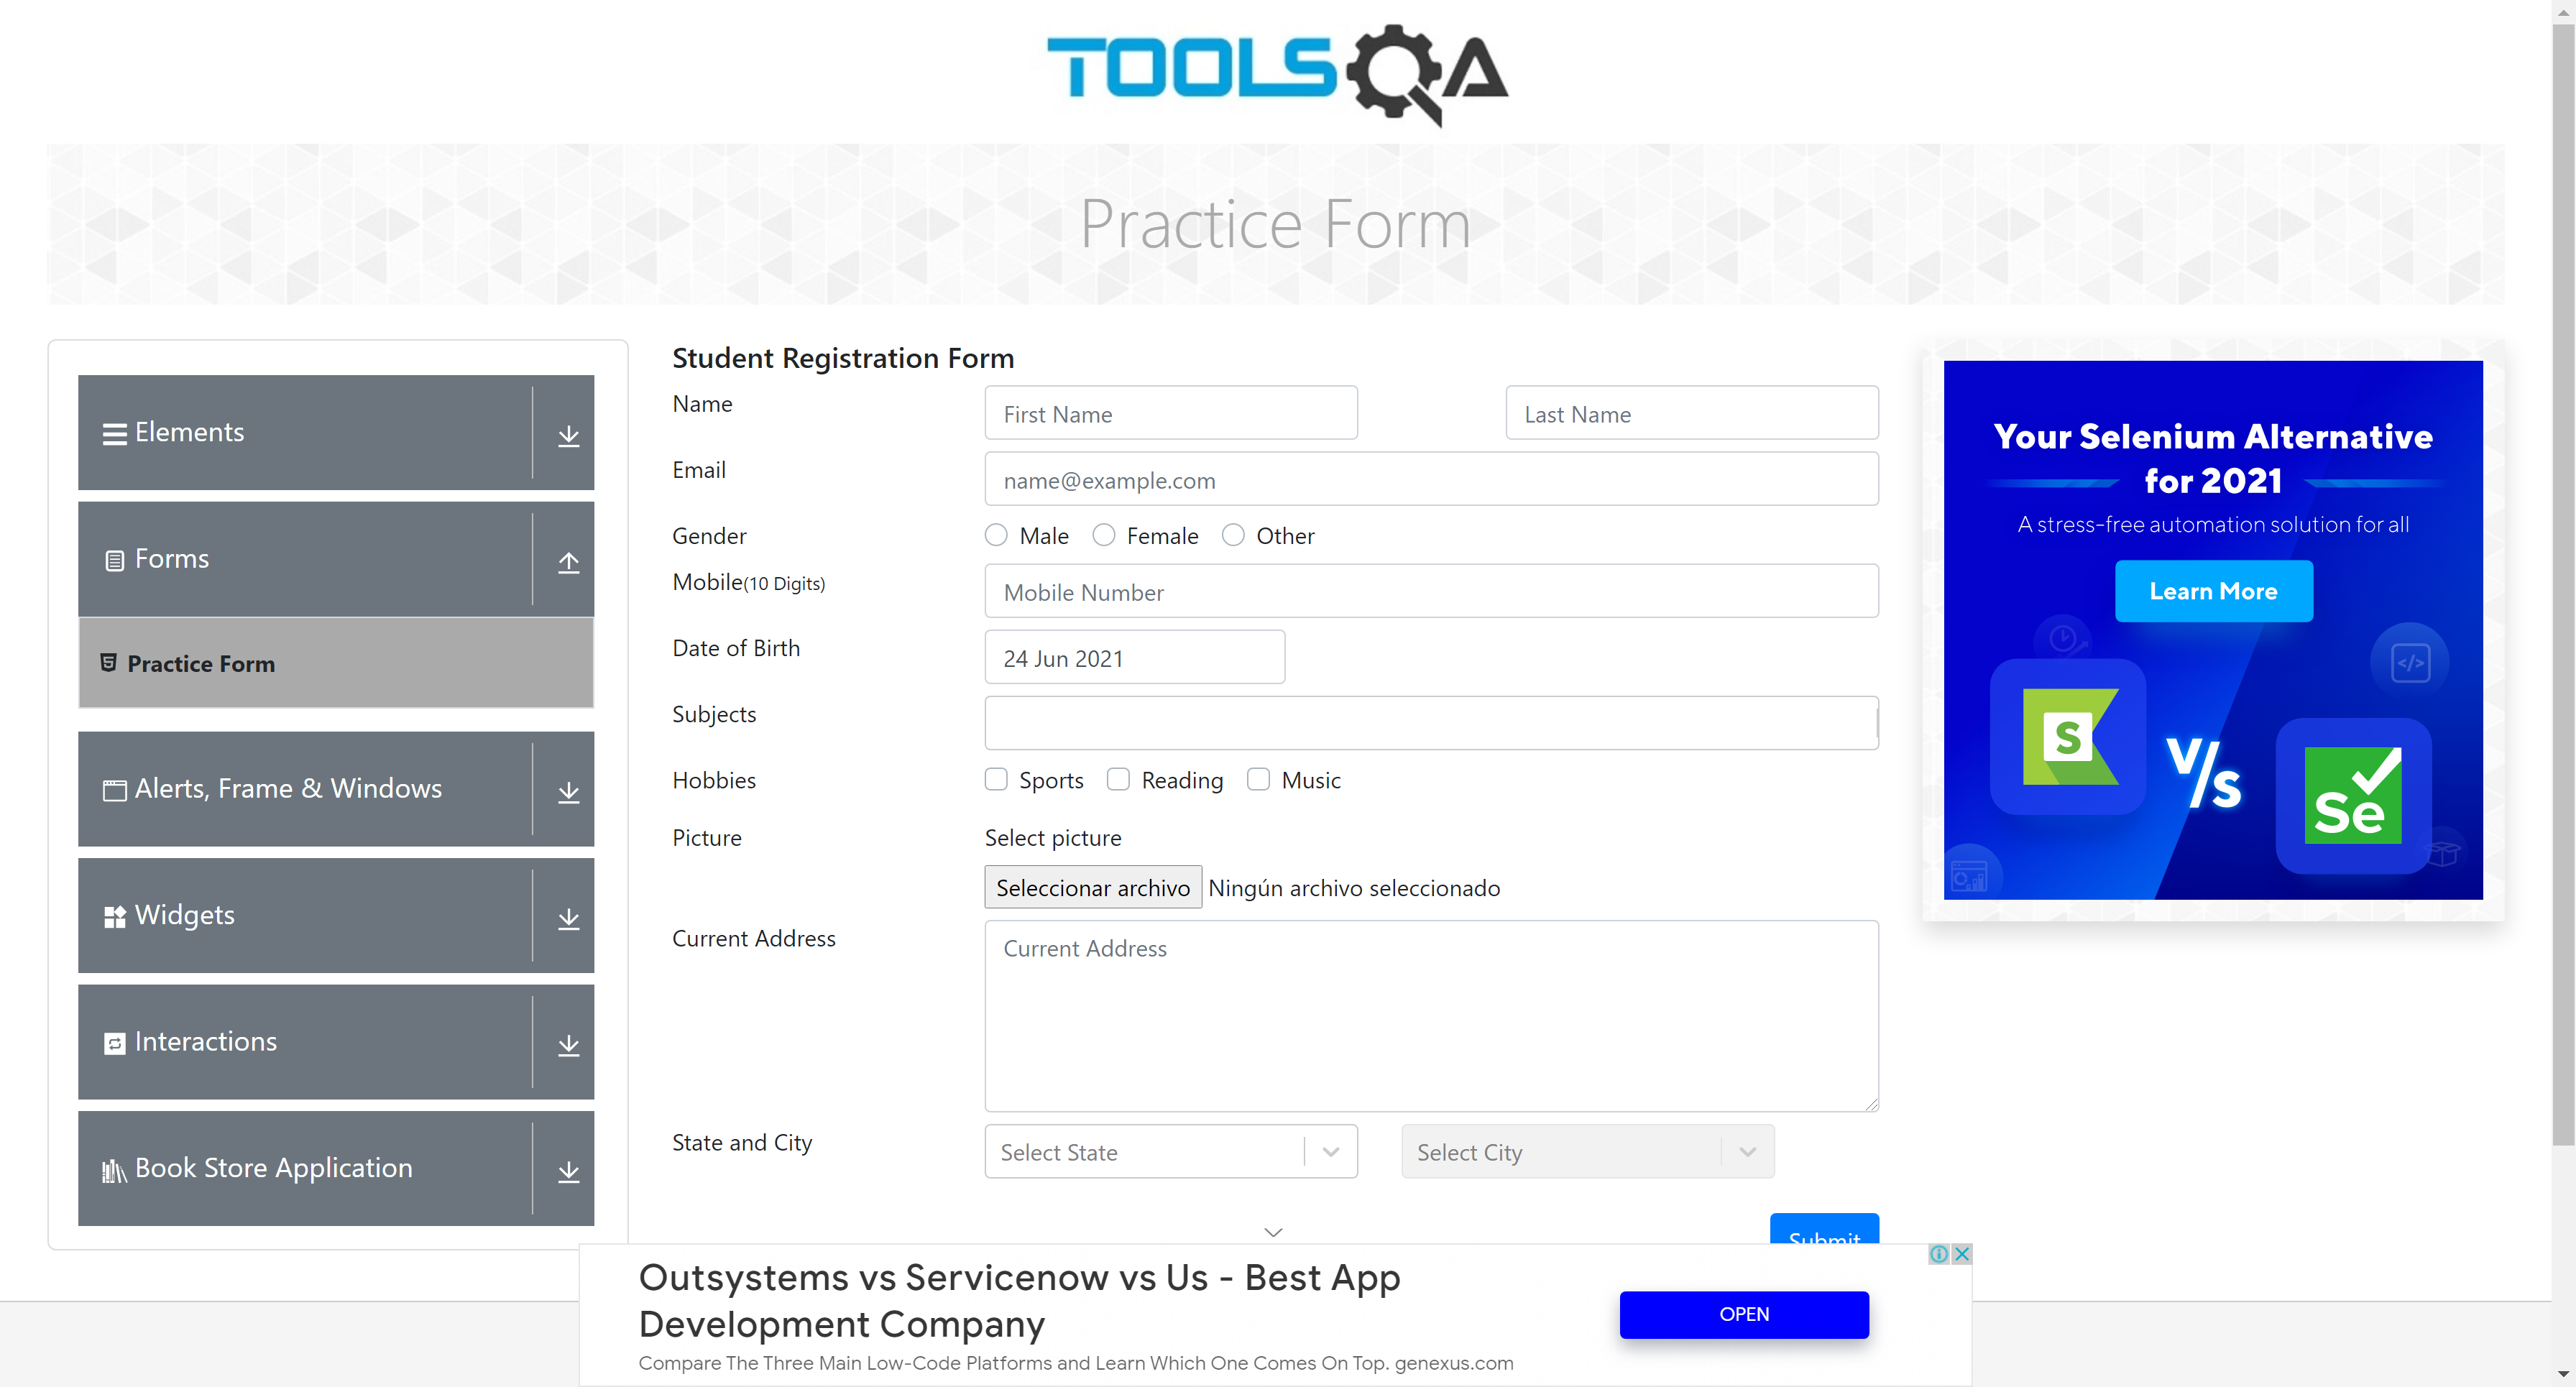 TOOLSQA
Practice Form
Elements
Forms
Practice Form
Alerts, Frame & Windows
Widgets
Interactions
Book Store Application
Student Registration Form
Name
First Name
Last Name
Email
name@example.com
Gender
Male
Female
Other
Mobile(10 Digits)
Mobile Number
Date of Birth
24 Jun 2021
Subjects
Hobbies
Sports
Reading
Music
Picture
Select picture
Seleccionar archivo
Ningún archivo seleccionado
Current Address
Current Address
State and City
Select State
Select City
Submit
Your Selenium Alternative
for 2021
A stress-free automation solution for all
Learn More
S
V/s
Se
Outsystems vs Servicenow vs Us - Best App
Development Company
Compare The Three Main Low-Code Platforms and Learn Which One Comes On Top. genexus.com
OPEN